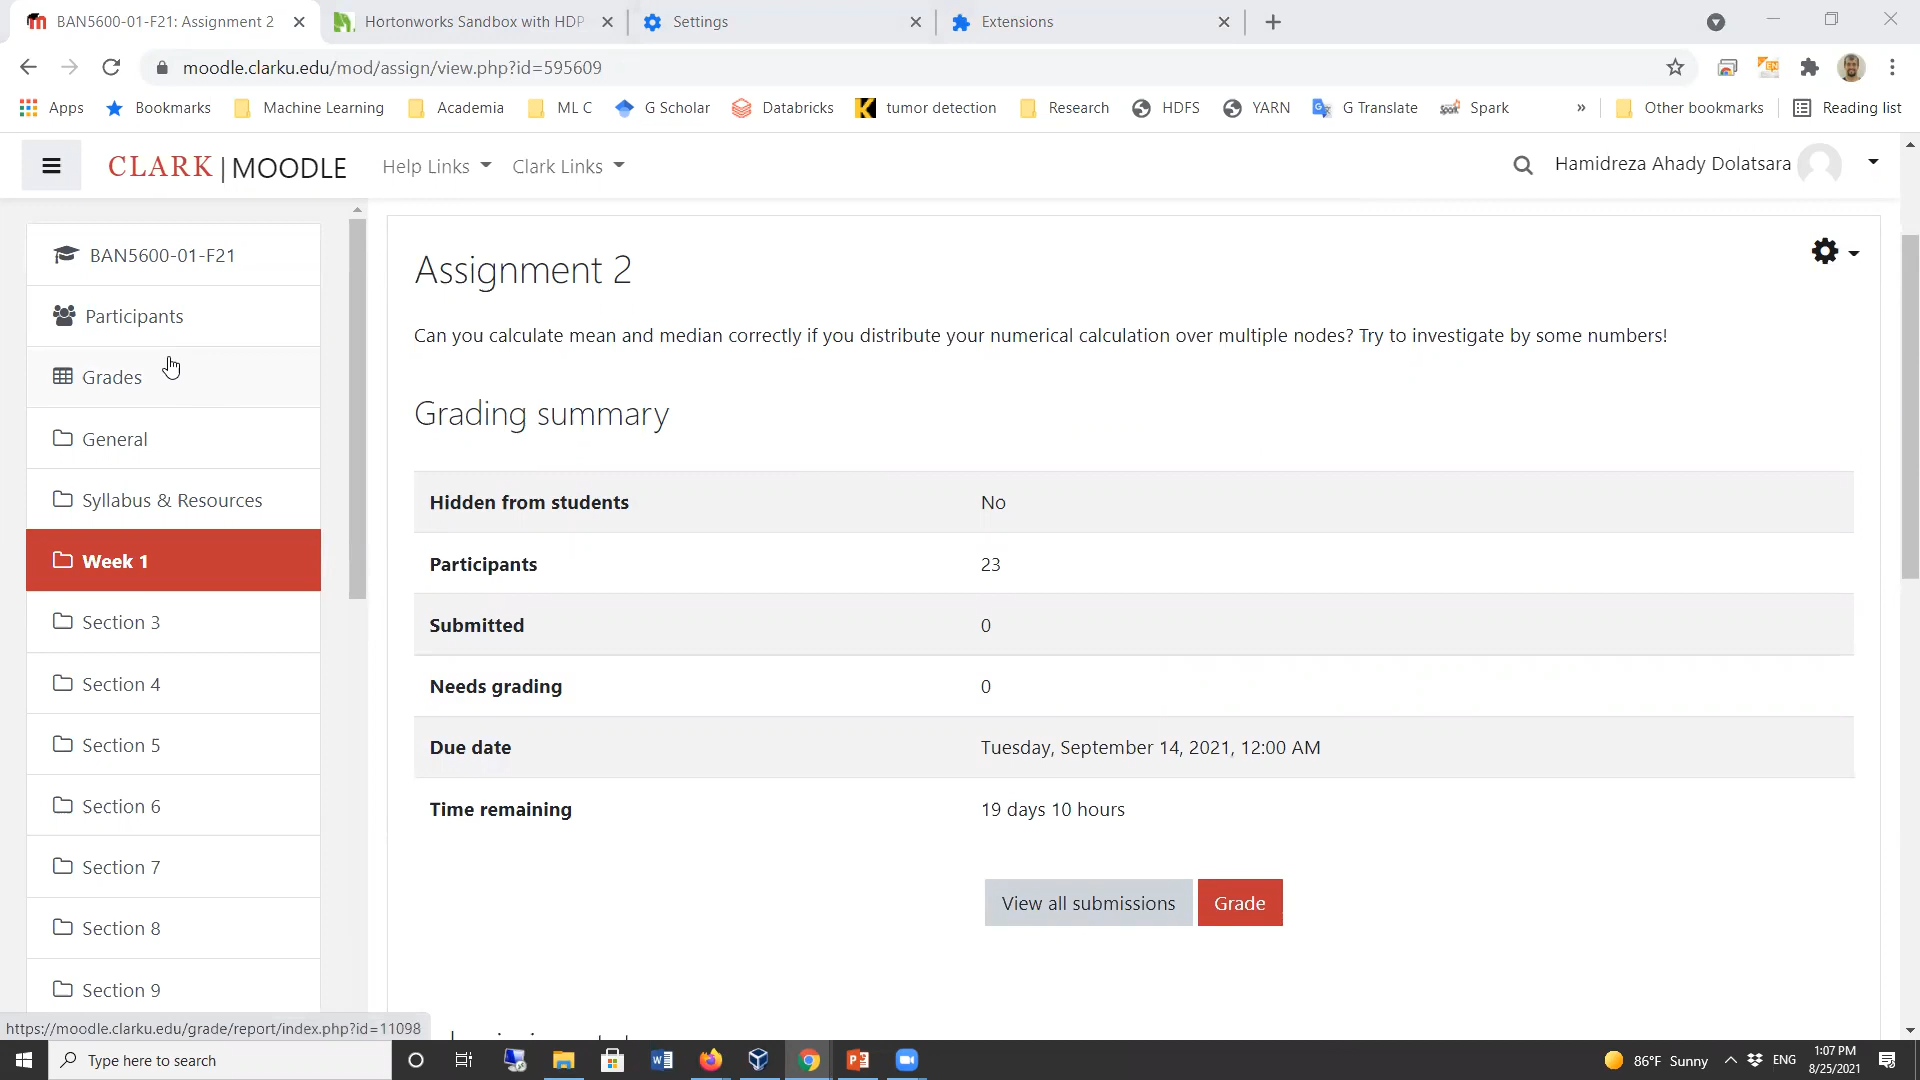 BAN5600-01-F21: Assignment 2
Hortonworks Sandbox with HDP
Settings
Extensions
moodle.clarku.edu/mod/assign/view.php?id=595609
Apps
Bookmarks
Machine Learning
Academia
ML C
G Scholar
Databricks
tumor detection
Research
HDFS
YARN
G Translate
Spark
»
Other bookmarks
Reading list
CLARK | MOODLE
Help Links
Clark Links
Hamidreza Ahady Dolatsara
BAN5600-01-F21
Participants
Grades
General
Syllabus & Resources
Week 1
Section 3
Section 4
Section 5
Section 6
Section 7
Section 8
Section 9
Assignment 2
Can you calculate mean and median correctly if you distribute your numerical calculation over multiple nodes? Try to investigate by some numbers!
Grading summary
Hidden from students No
Participants 23
Submitted 0
Needs grading 0
Due date Tuesday, September 14, 2021, 12:00 AM
Time remaining 19 days 10 hours
View all submissions
Grade
https://moodle.clarku.edu/grade/report/index.php?id=11098
Type here to search
86°F Sunny
ENG
1:07 PM
8/25/2021